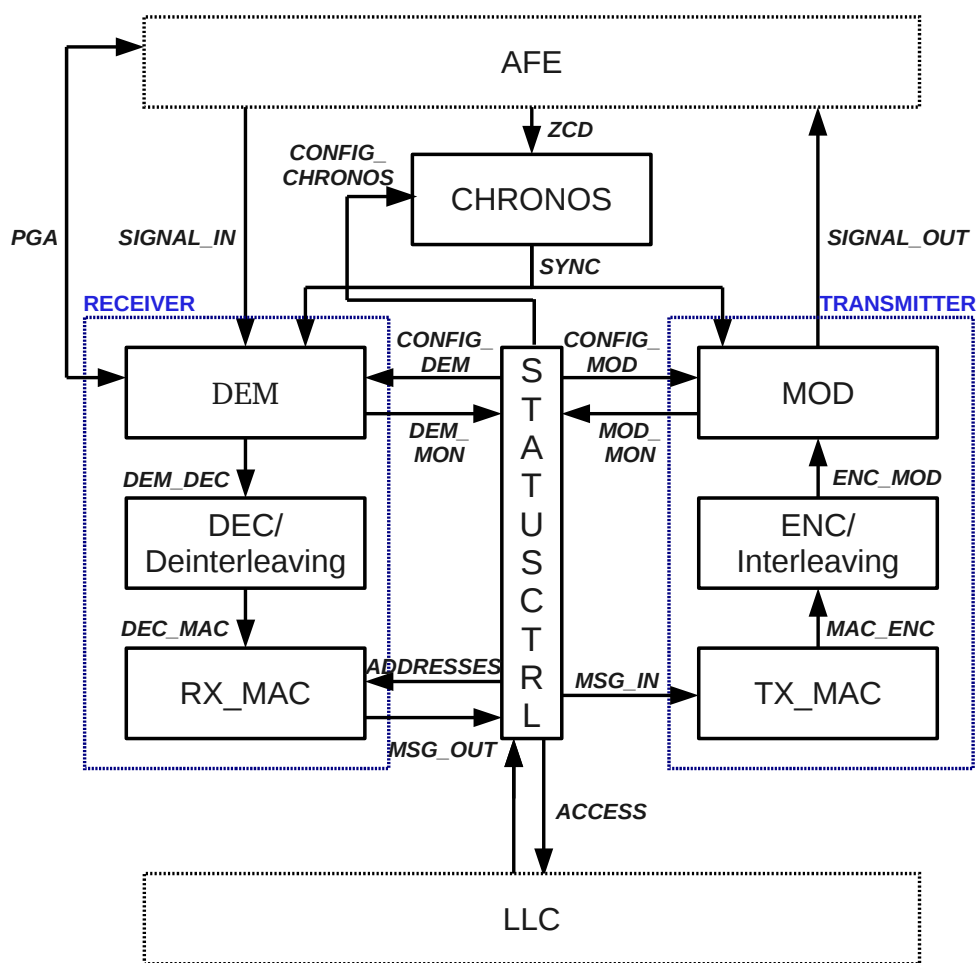 AFE
ZCD
CONFIG_
CHRONOS
CHRONOS
PGA
SIGNAL_IN
SIGNAL_OUT
SYNC
RECEIVER
TRANSMITTER
CONFIG_
DEM
CONFIG_
MOD
DEM
S
T
A
T
U
S
C
T
R
L
MOD
DEM_
MON
MOD_
MON
DEM_DEC
ENC_MOD
DEC/
Deinterleaving
ENC/
Interleaving
DEC_MAC
MAC_ENC
ADDRESSES
RX_MAC
MSG_IN
TX_MAC
MSG_OUT
ACCESS
LLC